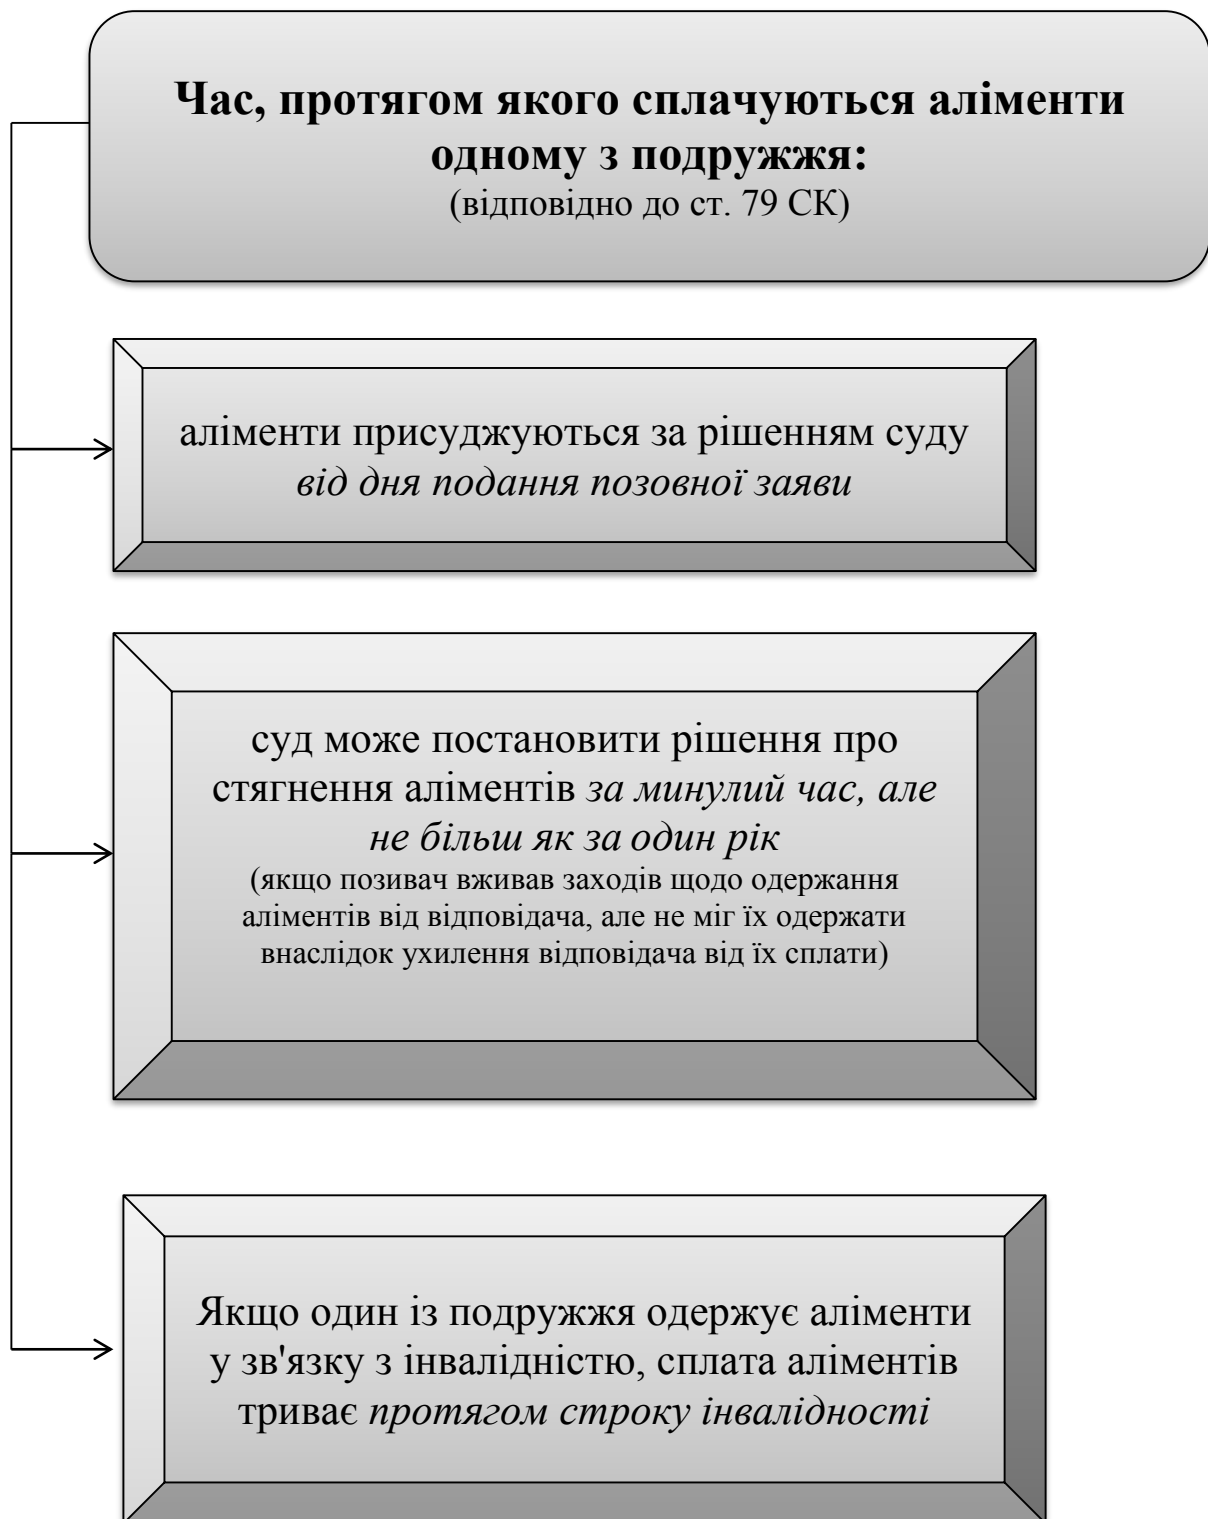 Час, протягом якого сплачуються аліменти
одному з подружжя:
(відповідно до ст. 79 СК)
аліменти присуджуються за рішенням суду
від дня подання позовної заяви
суд може постановити рішення про
стягнення аліментів за минулий час, але
не більш як за один рік
(якщо позивач вживав заходів щодо одержання
аліментів від відповідача, але не міг їх одержати
внаслідок ухилення відповідача від їх сплати)
Якщо один із подружжя одержує аліменти
у зв'язку з інвалідністю, сплата аліментів
триває протягом строку інвалідності